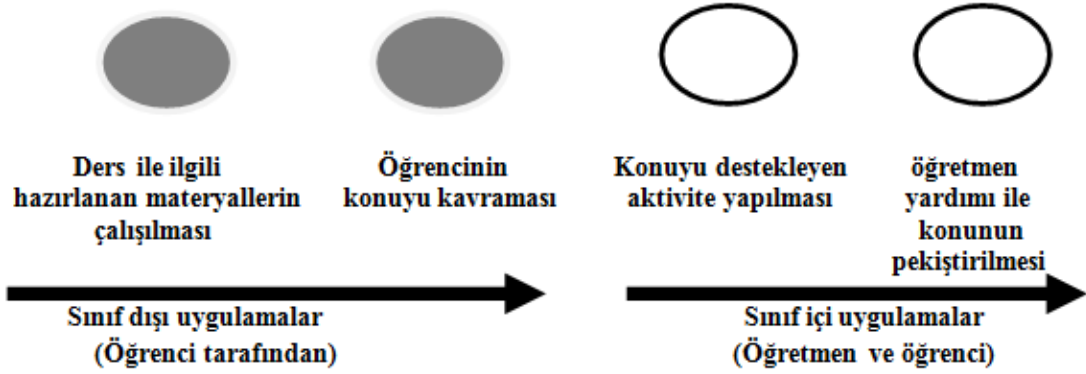 Ders ile ilgili
hazırlanan materyallerin
çalışılması
Öğrencinin
konuyu kavraması
Konuyu destekleyen
aktivite yapılması
öğretmen
yardımı ile
konunun
pekiştirilmesi
Sınıf dışı uygulamalar
(Öğrenci tarafından)
Sınıf içi uygulamalar
(Öğretmen ve öğrenci)